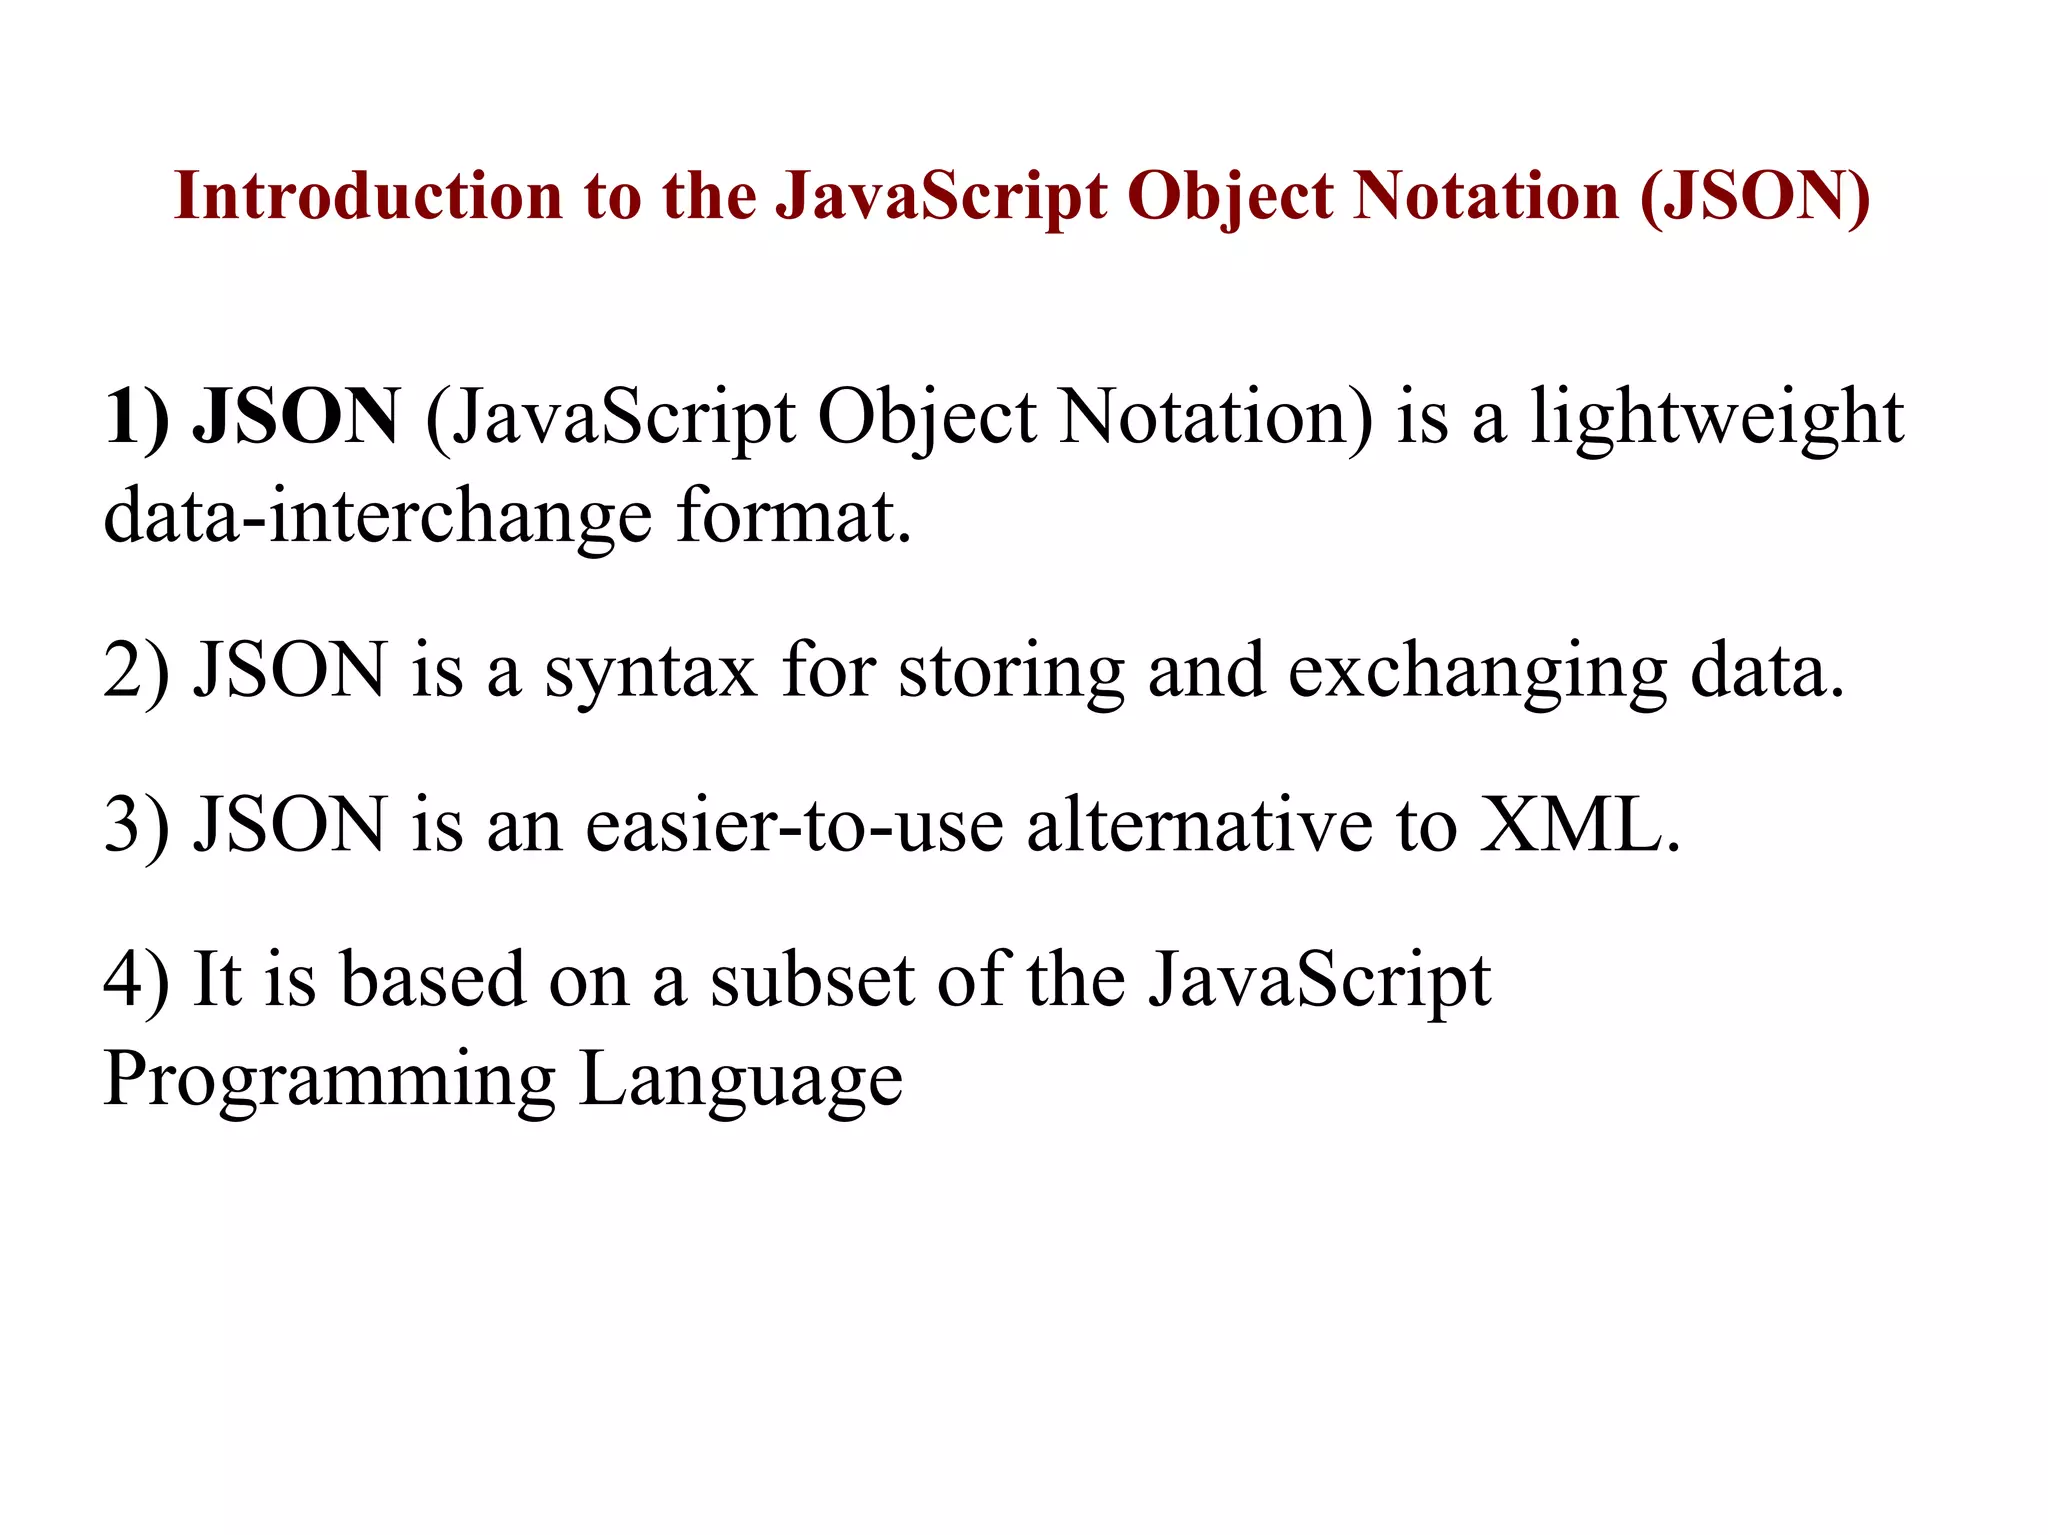 Introduction to the JavaScript Object Notation (JSON)
1) JSON (JavaScript Object Notation) is a lightweight
data-interchange format.
2) JSON is a syntax for storing and exchanging data.
3) JSON is an easier-to-use alternative to XML.
4) It is based on a subset of the JavaScript
Programming Language